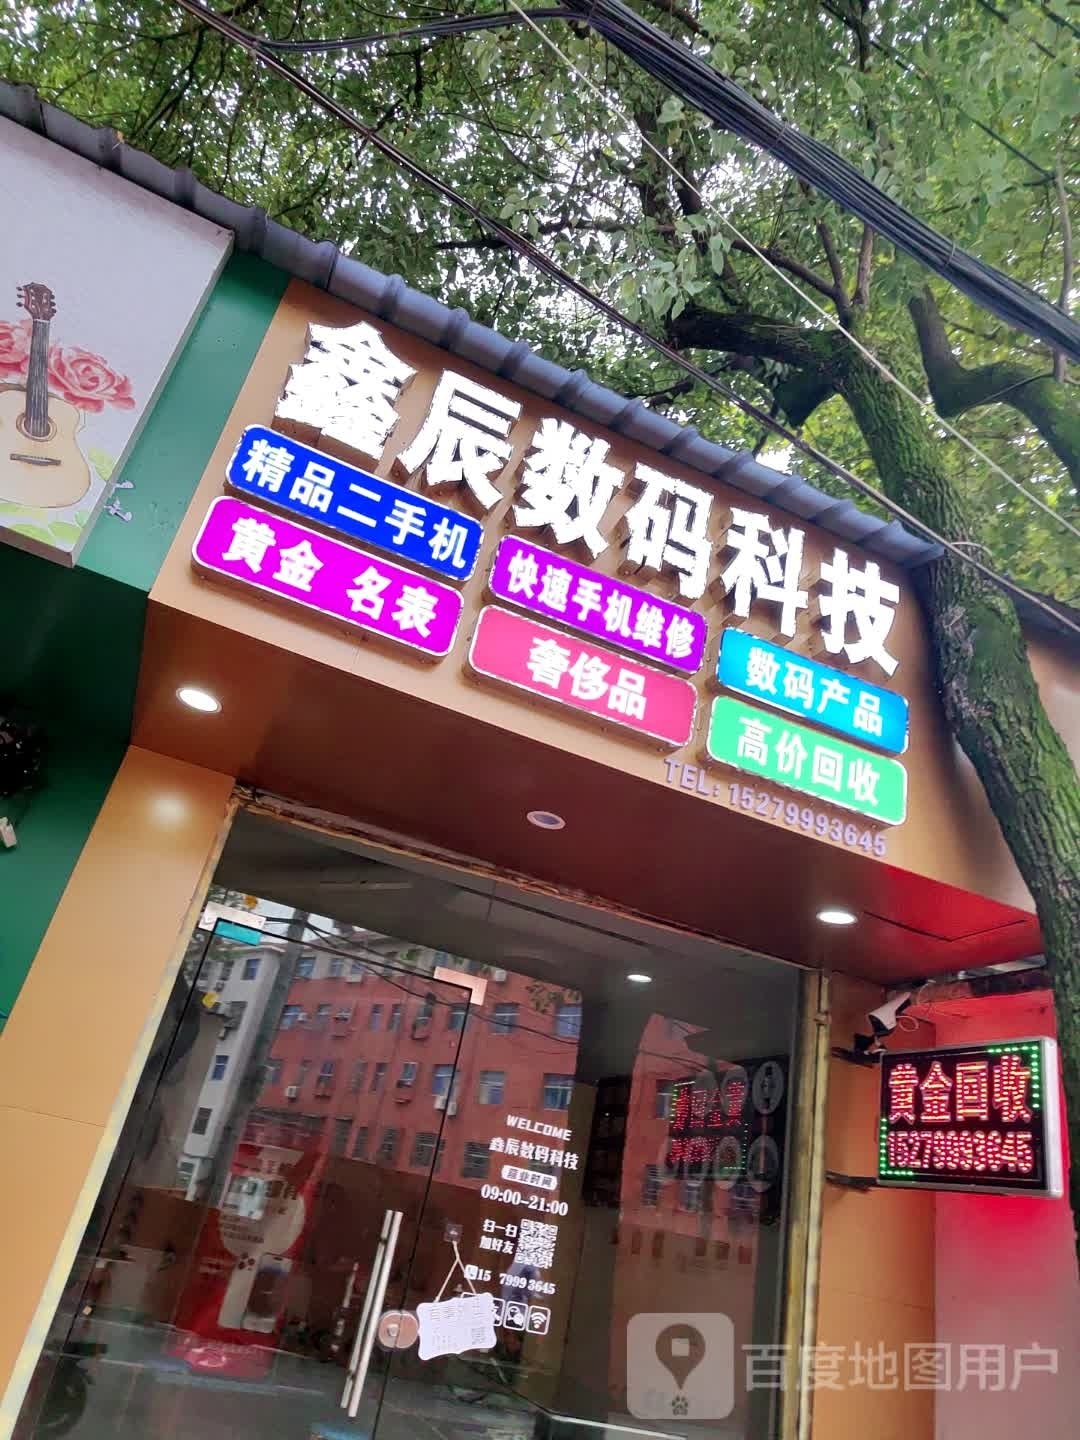 鑫辰数码科技
精品二手机
快速手机维修
数码产品
黄金 名表
奢侈品
高价回收
TEL: 15279993645
黄金回收
15279993645
WELCOME
鑫辰数码科技
营业时间
09:00-21:00
扫一扫
加好友
15 79993645
百度地图用户